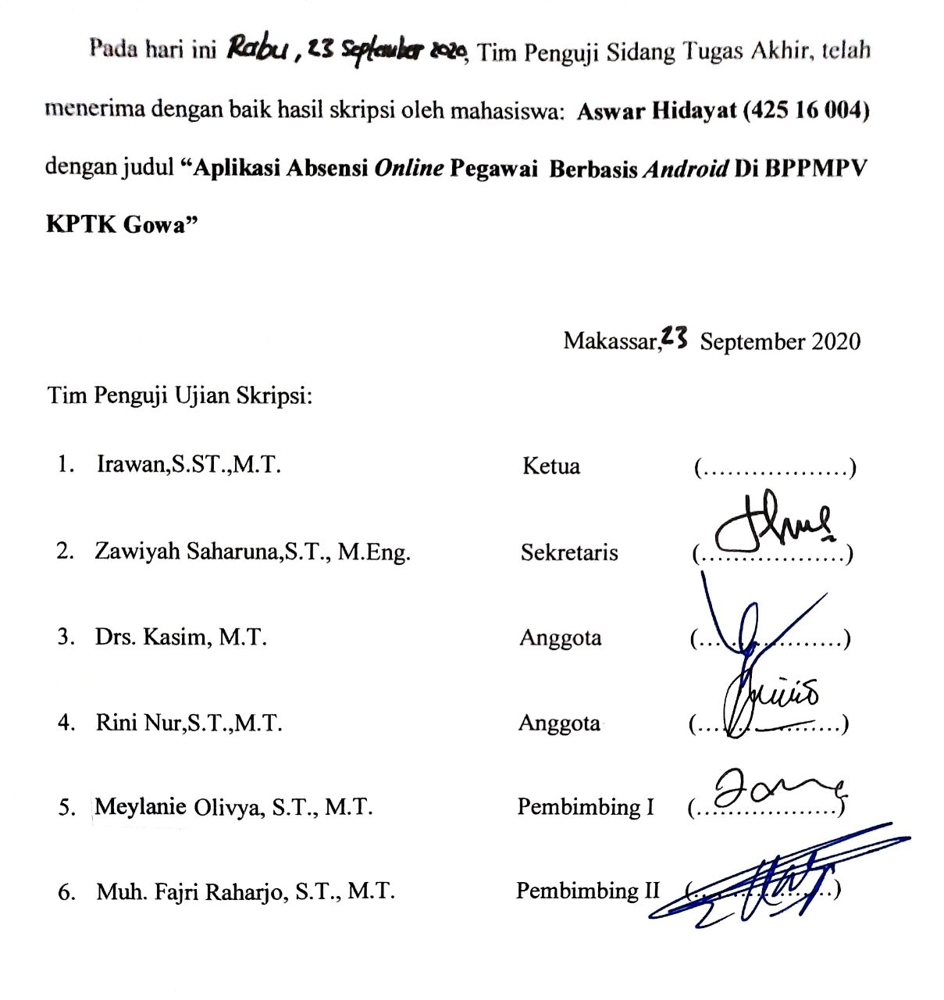 Pada hari ini Rabu, 23 September 2020, Tim Penguji Sidang Tugas Akhir, telah
menerima dengan baik hasil skripsi oleh mahasiswa: Aswar Hidayat (425 16 004)
dengan judul “Aplikasi Absensi Online Pegawai Berbasis Android Di BPPMPV
KPTK Gowa”
Makassar, 23 September 2020
Tim Penguji Ujian Skripsi:
1. Irawan,S.ST.,M.T. Ketua (...................)
2. Zawiyah Saharuna,S.T., M.Eng. Sekretaris (...................)
3. Drs. Kasim, M.T. Anggota (...................)
4. Rini Nur,S.T.,M.T. Anggota (...................)
5. Meylanie Olivya, S.T., M.T. Pembimbing I (...................)
6. Muh. Fajri Raharjo, S.T., M.T. Pembimbing II (...................)